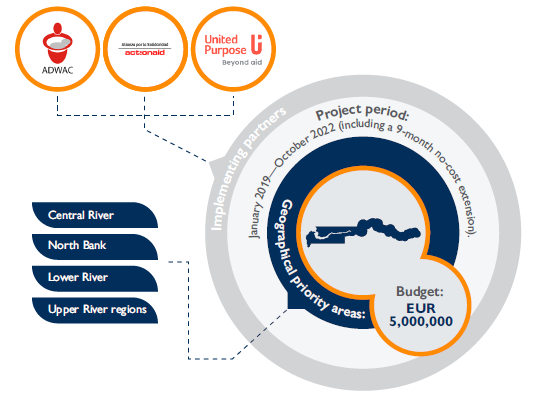 ADWAC
Alianza por la Solidaridad
actionaid
United
Purpose
Beyond aid
Implementing partners
Project period:
January 2019—October 2022 (including a 9-month no-cost extension).
Geographical priority areas:
Central River
North Bank
Lower River
Upper River regions
Budget:
EUR
5,000,000